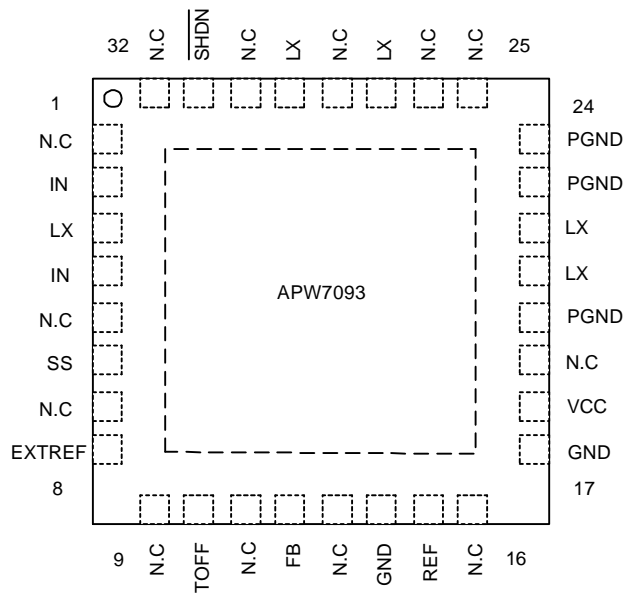 32 N.C SHDN N.C LX N.C LX N.C N.C 25
1 24
N.C PGND
IN PGND
LX LX
IN LX
APW7093
N.C PGND
SS N.C
N.C VCC
EXTREF GND
8 17
9 N.C TOFF N.C FB N.C GND REF N.C 16